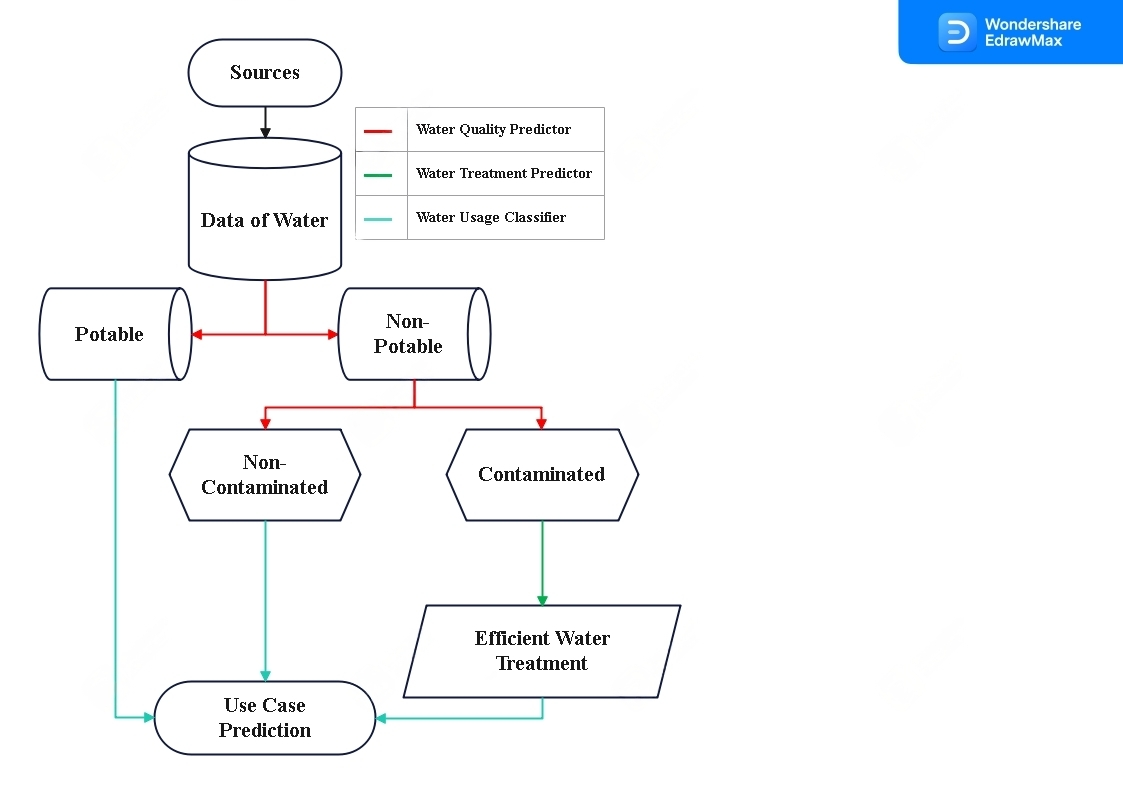 Wondershare
EdrawMax
Sources
Water Quality Predictor
Water Treatment Predictor
Water Usage Classifier
Data of Water
Potable
Non-
Potable
Non-
Contaminated
Contaminated
Efficient Water
Treatment
Use Case
Prediction